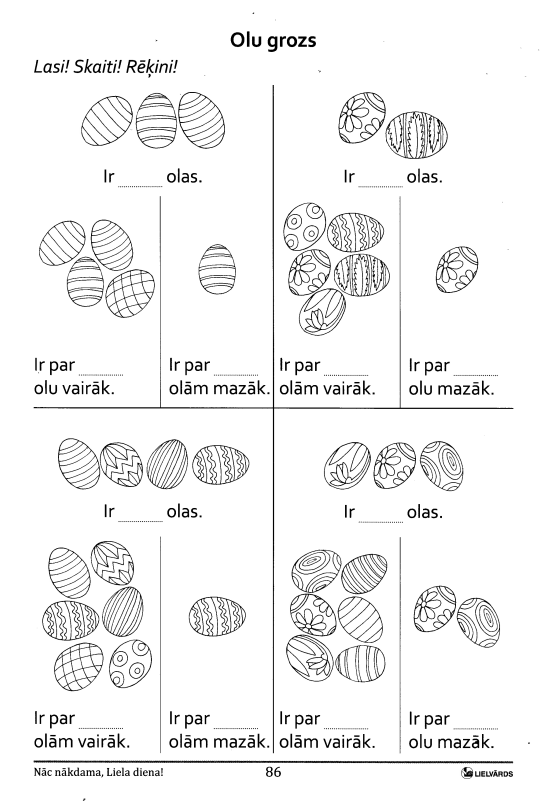 Olu grozs
Lasi! Skaiti! Rēķini!
Ir ........ olas.
Ir ........ olas.
Ir par ........
olu vairāk.
Ir par ........
olām mazāk.
Ir par ........
olām vairāk.
Ir par ........
olu mazāk.
Ir ........ olas.
Ir ........ olas.
Ir par ........
olām vairāk.
Ir par ........
olām mazāk.
Ir par ........
olām vairāk.
Ir par ........
olu mazāk.
Nāc nākdama, Liela diena!
86
LIELVĀRDS